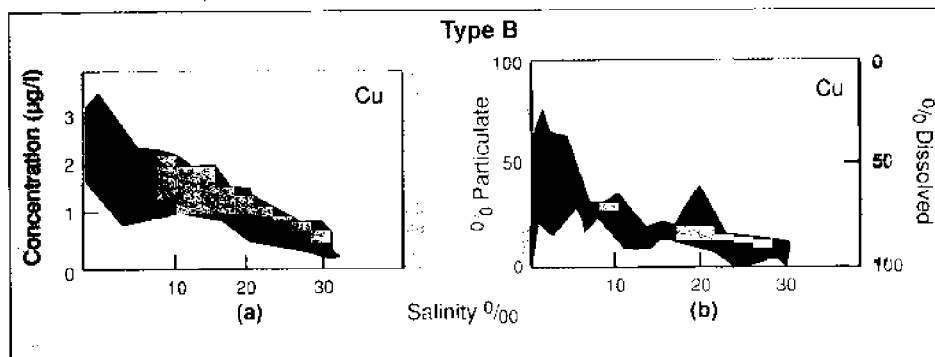 Type B
Concentration (µg/l)
3
2
1
0
Cu
10
20
30
(a)
Salinity 0/00
% Particulate
100
50
0
Cu
10
20
30
(b)
0
50
100
% Dissolved